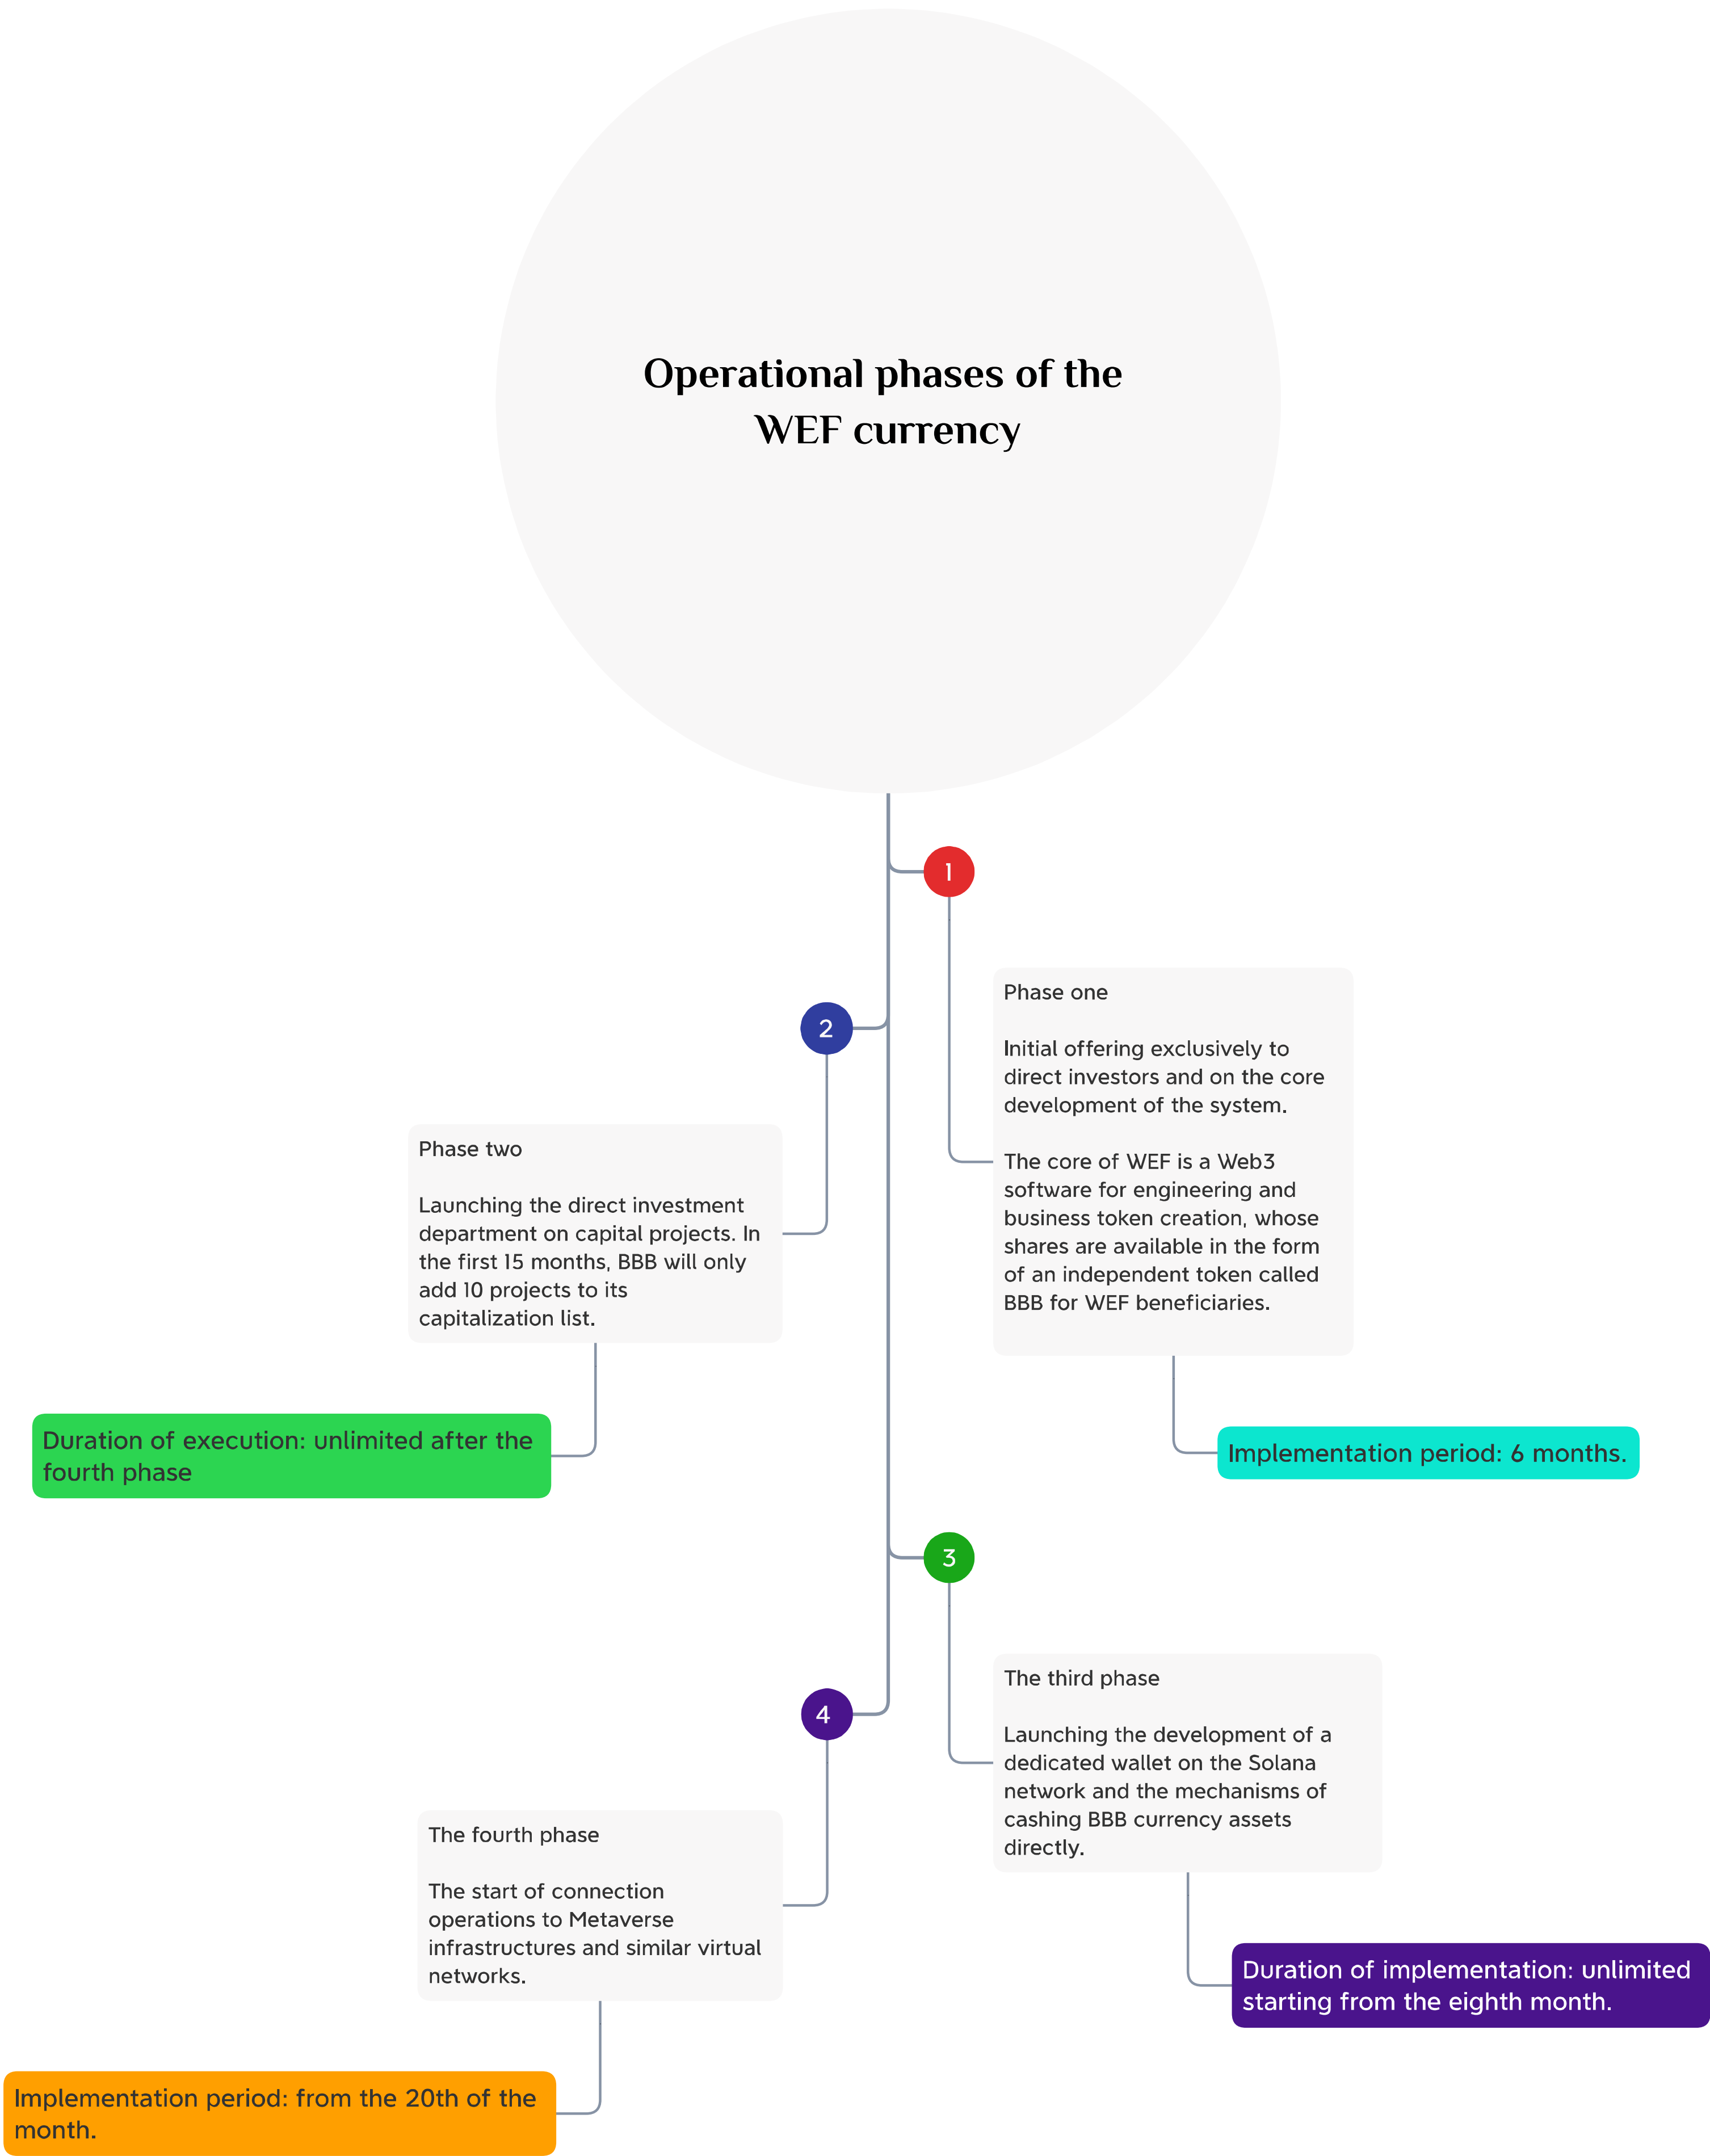 Operational phases of the
WEF currency
1
Phase one
Initial offering exclusively to
direct investors and on the core
development of the system.
The core of WEF is a Web3
software for engineering and
business token creation, whose
shares are available in the form
of an independent token called
BBB for WEF beneficiaries.
Implementation period: 6 months.
2
Phase two
Launching the direct investment
department on capital projects. In
the first 15 months, BBB will only
add 10 projects to its
capitalization list.
Duration of execution: unlimited after the
fourth phase
3
The third phase
Launching the development of a
dedicated wallet on the Solana
network and the mechanisms of
cashing BBB currency assets
directly.
Duration of implementation: unlimited
starting from the eighth month.
4
The fourth phase
The start of connection
operations to Metaverse
infrastructures and similar virtual
networks.
Implementation period: from the 20th of the
month.